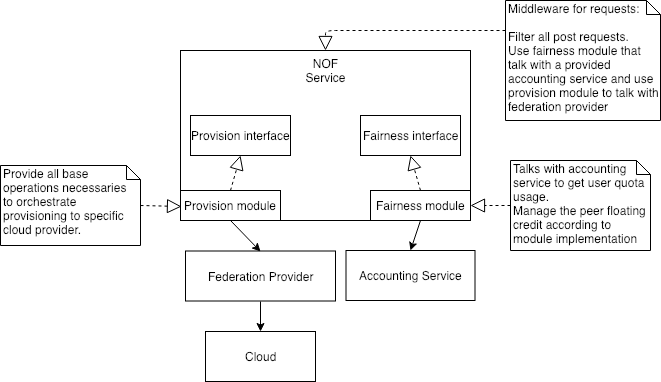 Middleware for requests:
Filter all post requests.
Use fairness module that
talk with a provided
accounting service and use
provision module to talk with
federation provider
NOF
Service
Provision interface
Fairness interface
Provide all base
operations necessaries
to orchestrate
provisioning to specific
cloud provider.
Provision module
Fairness module
Talks with accounting
service to get user quota
usage.
Manage the peer floating
credit according to
module implementation
Federation Provider
Accounting Service
Cloud